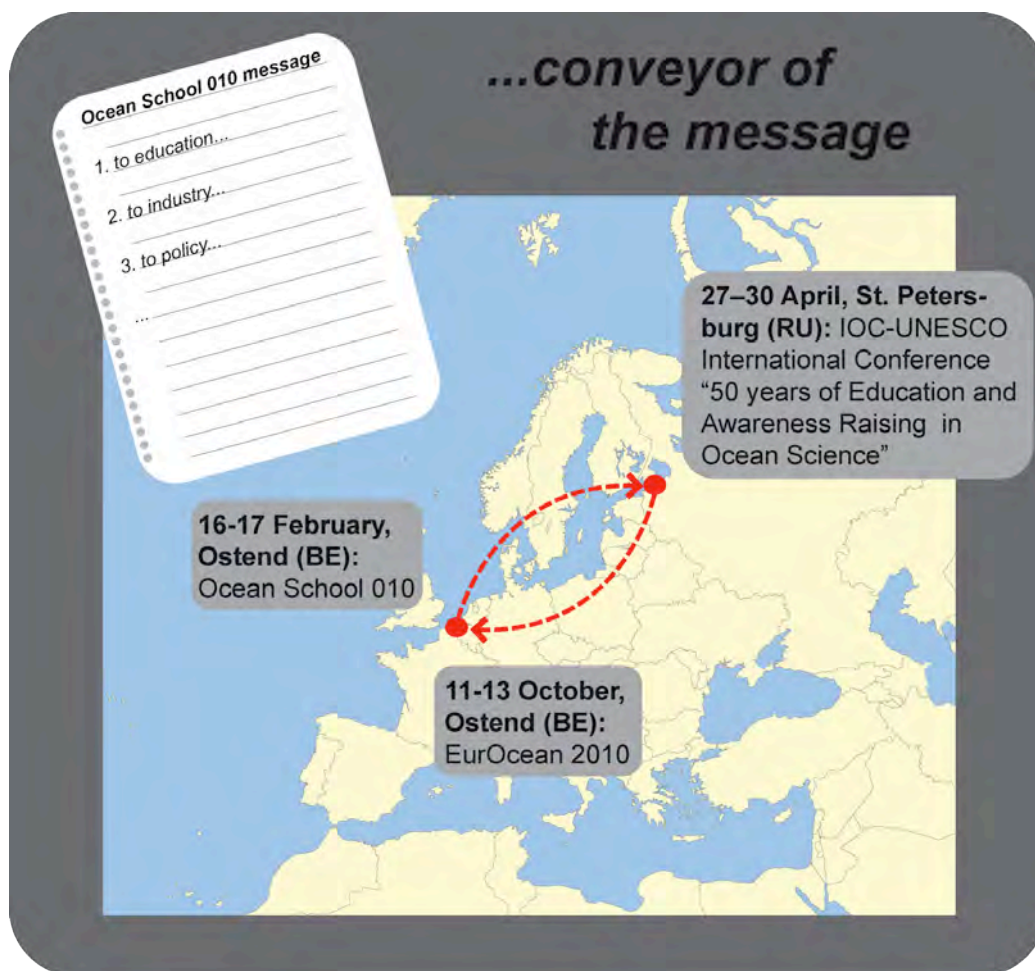 ...conveyor of
the message
Ocean School 010 message
1. to education...
2. to industry...
3. to policy...
...
27–30 April, St. Peters-
burg (RU): IOC-UNESCO
International Conference
“50 years of Education and
Awareness Raising in
Ocean Science”
16-17 February,
Ostend (BE):
Ocean School 010
11-13 October,
Ostend (BE):
EurOcean 2010